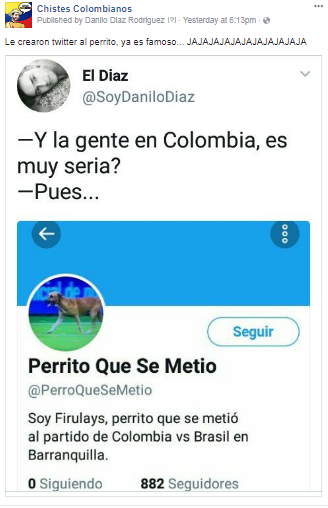 Chistes Colombianos
Published by Danilo Diaz Rodriguez [?] · Yesterday at 6:13pm ·
Le crearon twitter al perrito, ya es famoso... JAJAJAJAJAJAJAJAJAJAJA
El Diaz
@SoyDaniloDiaz
—Y la gente en Colombia, es
muy seria?
—Pues...
Seguir
Perrito Que Se Metio
@PerroQueSeMetio
Soy Firulays, perrito que se metió
al partido de Colombia vs Brasil en
Barranquilla.
0 Siguiendo 882 Seguidores